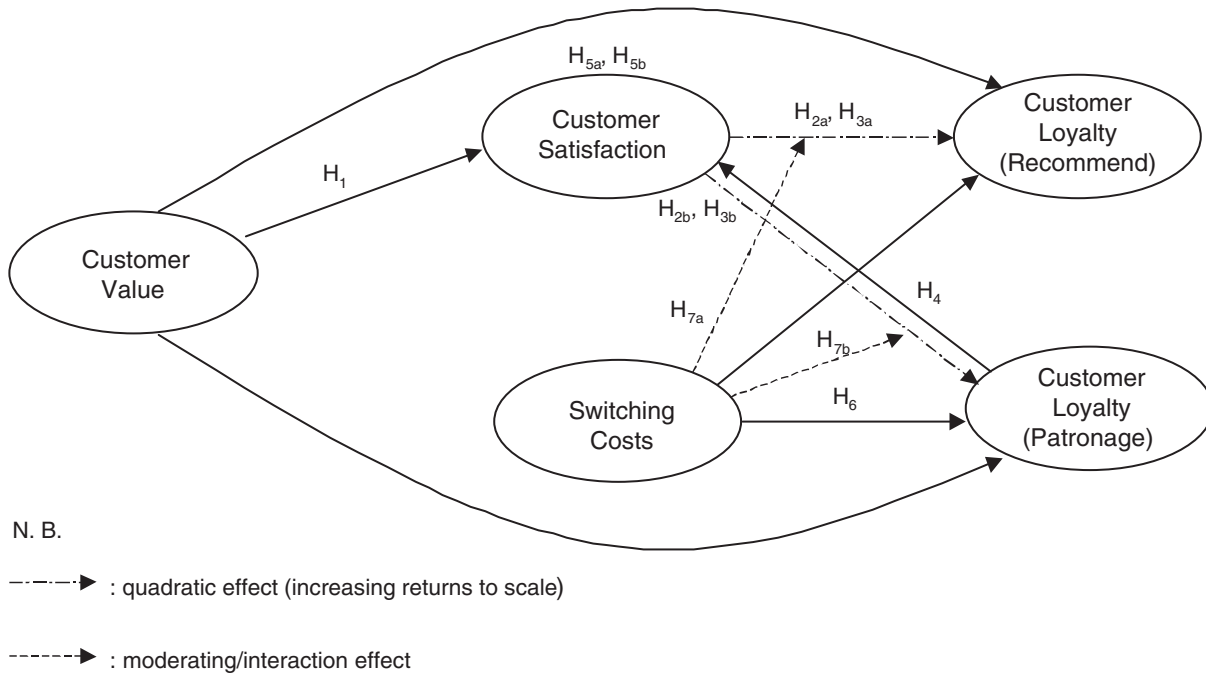 H5a, H5b
Customer
Satisfaction
H2a, H3a
Customer
Loyalty
(Recommend)
H1
H2b, H3b
Customer
Value
H7a
H4
H7b
Switching
Costs
H6
Customer
Loyalty
(Patronage)
N. B.
: quadratic effect (increasing returns to scale)
: moderating/interaction effect